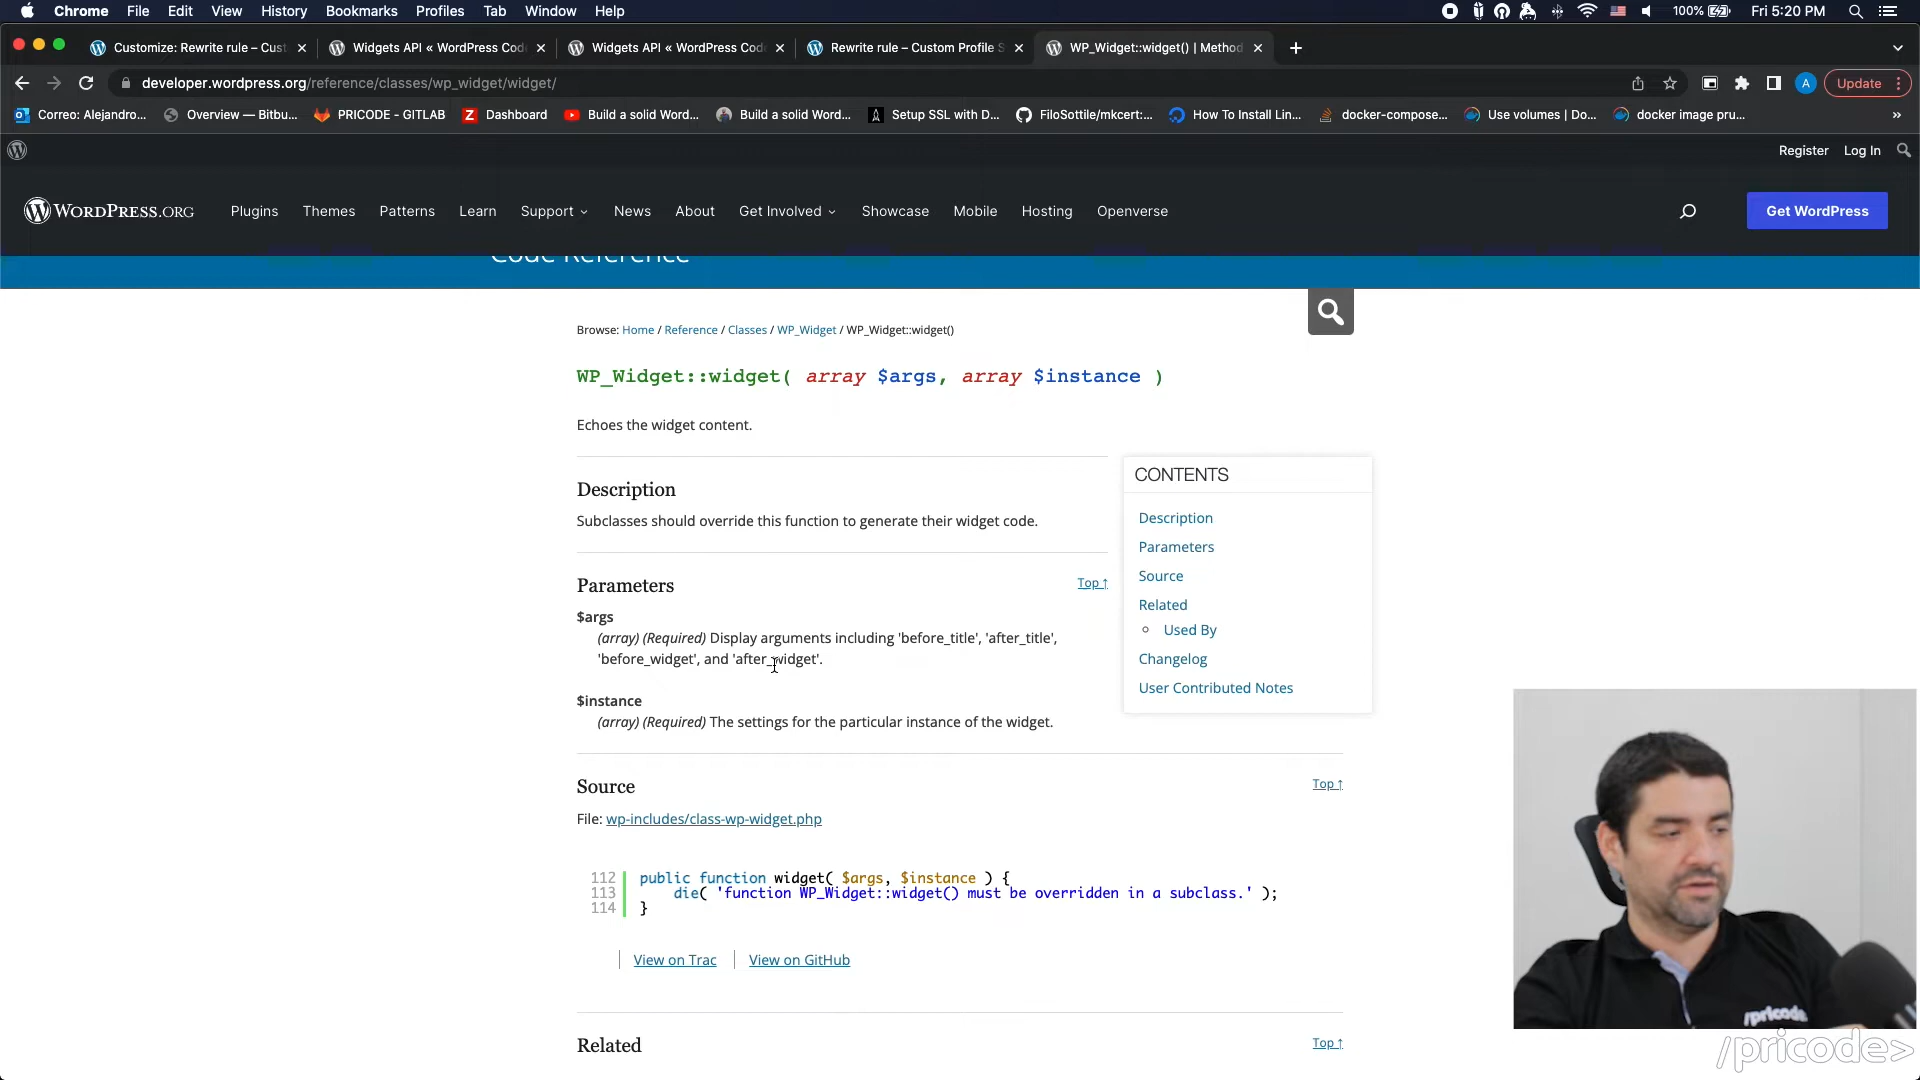 Chrome File Edit View History Bookmarks Profiles Tab Window Help
100% Fri 5:20 PM
Customize: Rewrite rule – Cust
Widgets API « WordPress Code
Widgets API « WordPress Code
Rewrite rule – Custom Profile S
WP_Widget::widget() | Method
developer.wordpress.org/reference/classes/wp_widget/widget/
A
Update
Correo: Alejandro...
Overview — Bitbu...
PRICODE - GITLAB
Dashboard
Build a solid Word...
Build a solid Word...
Setup SSL with D...
FiloSottile/mkcert:...
How To Install Lin...
docker-compose...
Use volumes | Do...
docker image pru...
»
Register Log In
WORDPRESS.ORG
Plugins Themes Patterns Learn Support News About Get Involved Showcase Mobile Hosting Openverse
Get WordPress
Code Reference
Browse: Home / Reference / Classes / WP_Widget / WP_Widget::widget()
WP_Widget::widget( array $args, array $instance )
Echoes the widget content.
Description
Subclasses should override this function to generate their widget code.
Parameters
Top ↑
$args
(array) (Required) Display arguments including 'before_title', 'after_title',
'before_widget', and 'after_widget'.
$instance
(array) (Required) The settings for the particular instance of the widget.
CONTENTS
Description
Parameters
Source
Related
Used By
Changelog
User Contributed Notes
Source
Top ↑
File: wp-includes/class-wp-widget.php
112 public function widget( $args, $instance ) {
113 die( 'function WP_Widget::widget() must be overridden in a subclass.' );
114 }
View on Trac
View on GitHub
Related
Top ↑
/pricode
/pricode>